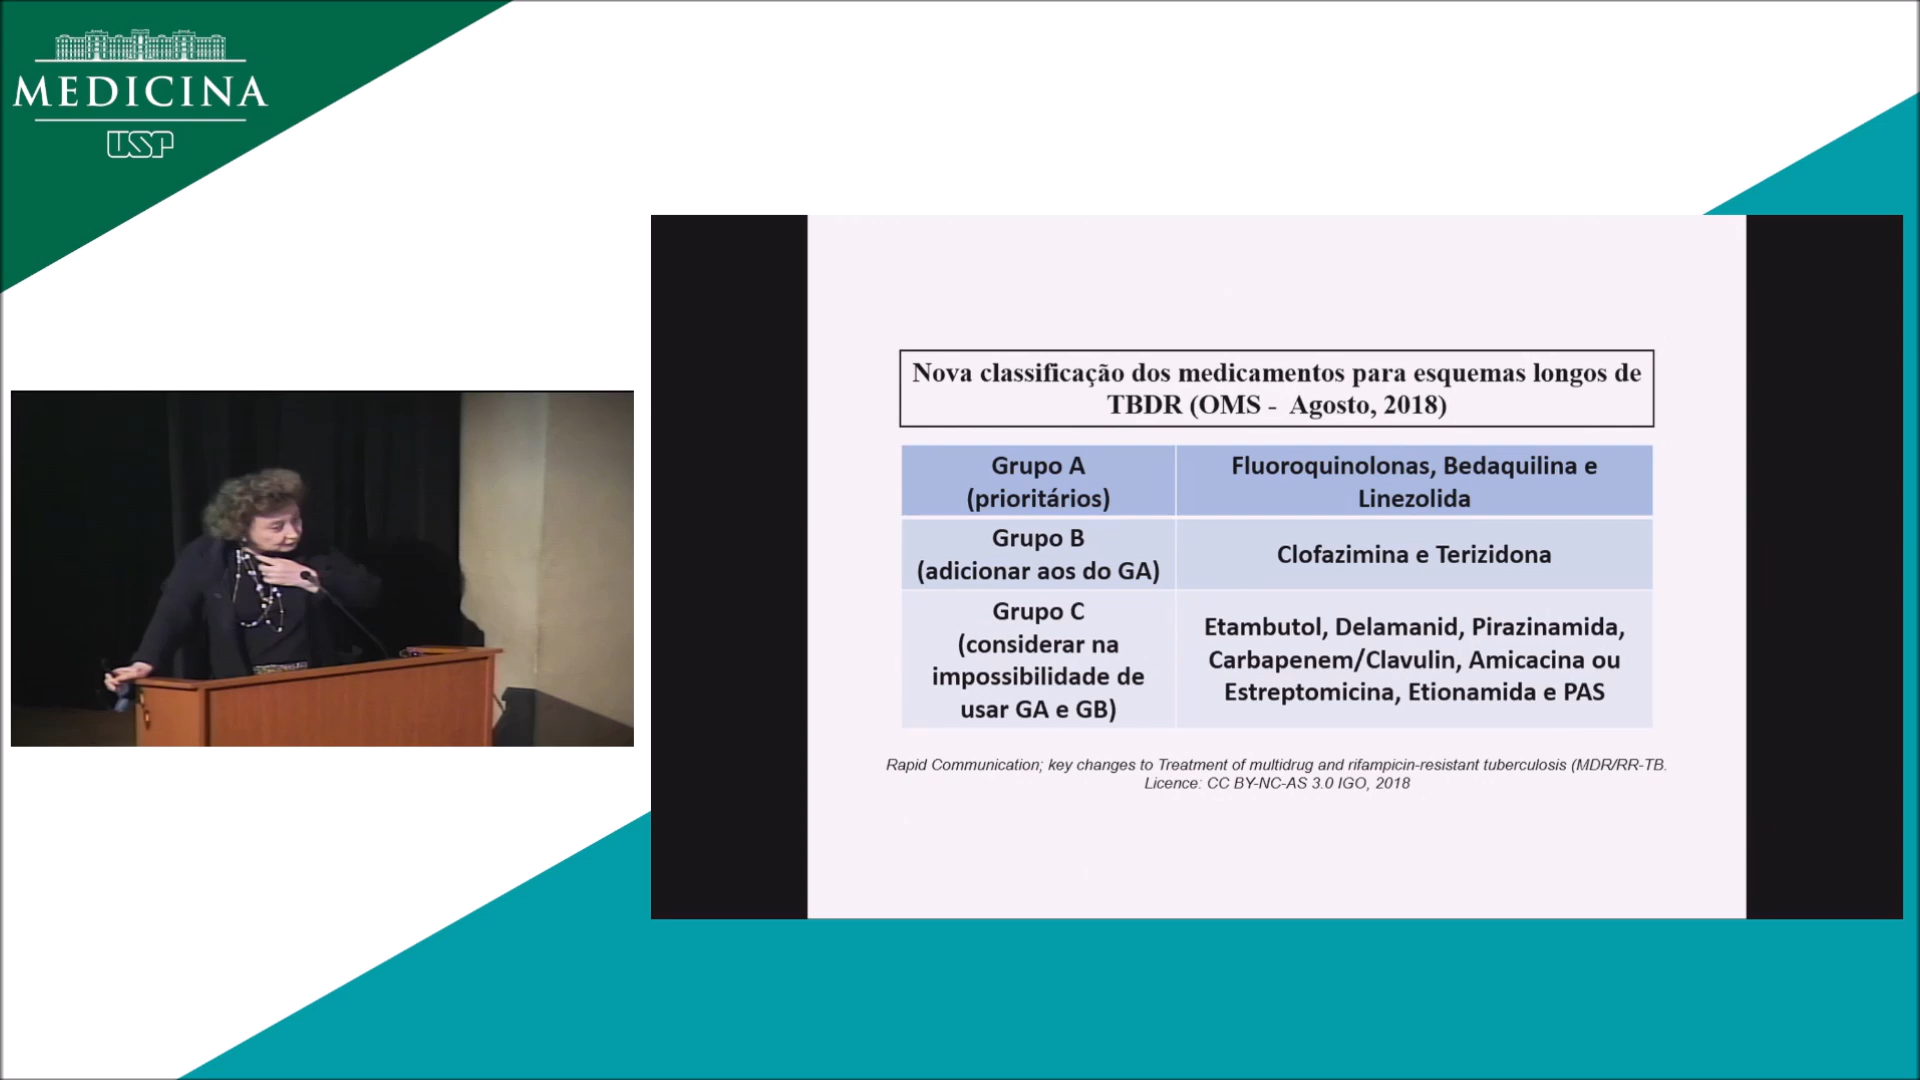 MEDICINA
USP
Nova classificação dos medicamentos para esquemas longos de
TBDR (OMS - Agosto, 2018)
Grupo A
(prioritários)
Fluoroquinolonas, Bedaquilina e
Linezolida
Grupo B
(adicionar aos do GA)
Clofazimina e Terizidona
Grupo C
(considerar na
impossibilidade de
usar GA e GB)
Etambutol, Delamanid, Pirazinamida,
Carbapenem/Clavulin, Amicacina ou
Estreptomicina, Etionamida e PAS
Rapid Communication; key changes to Treatment of multidrug and rifampicin-resistant tuberculosis (MDR/RR-TB.
Licence: CC BY-NC-AS 3.0 IGO, 2018